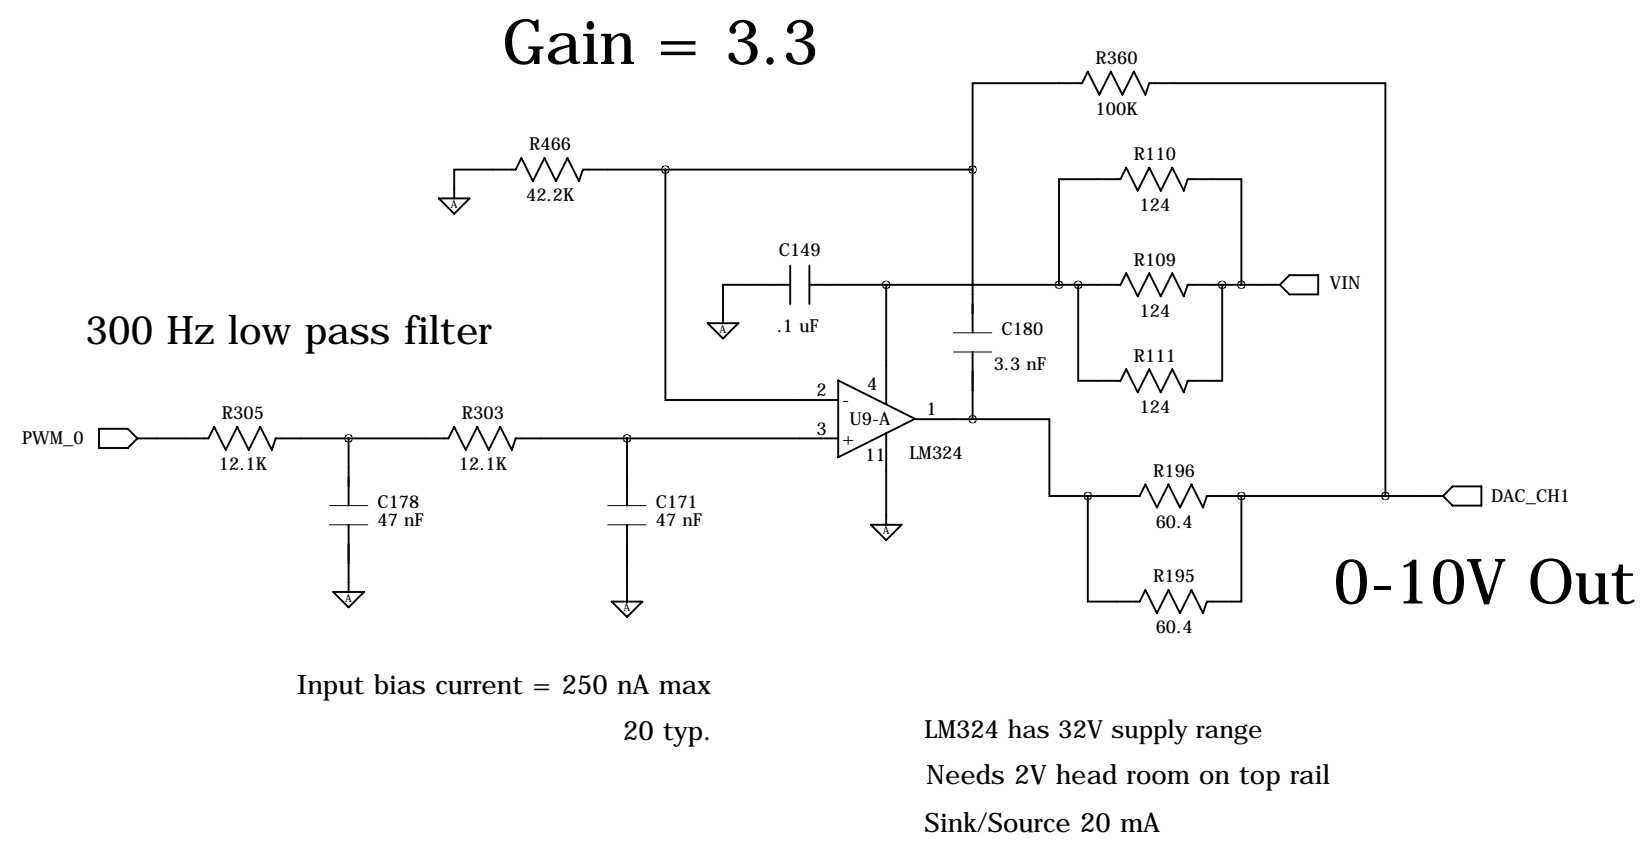 Gain = 3.3
R360
100K
R466
42.2K
A
R110
124
C149
.1 uF
A
R109
124
VIN
300 Hz low pass filter
C180
3.3 nF
R111
124
PWM_0
R305
12.1K
R303
12.1K
2
3
4
-
+
U9-A
1
11
LM324
A
C178
47 nF
A
C171
47 nF
A
R196
60.4
DAC_CH1
R195
60.4
0-10V Out
Input bias current = 250 nA max
20 typ.
LM324 has 32V supply range
Needs 2V head room on top rail
Sink/Source 20 mA